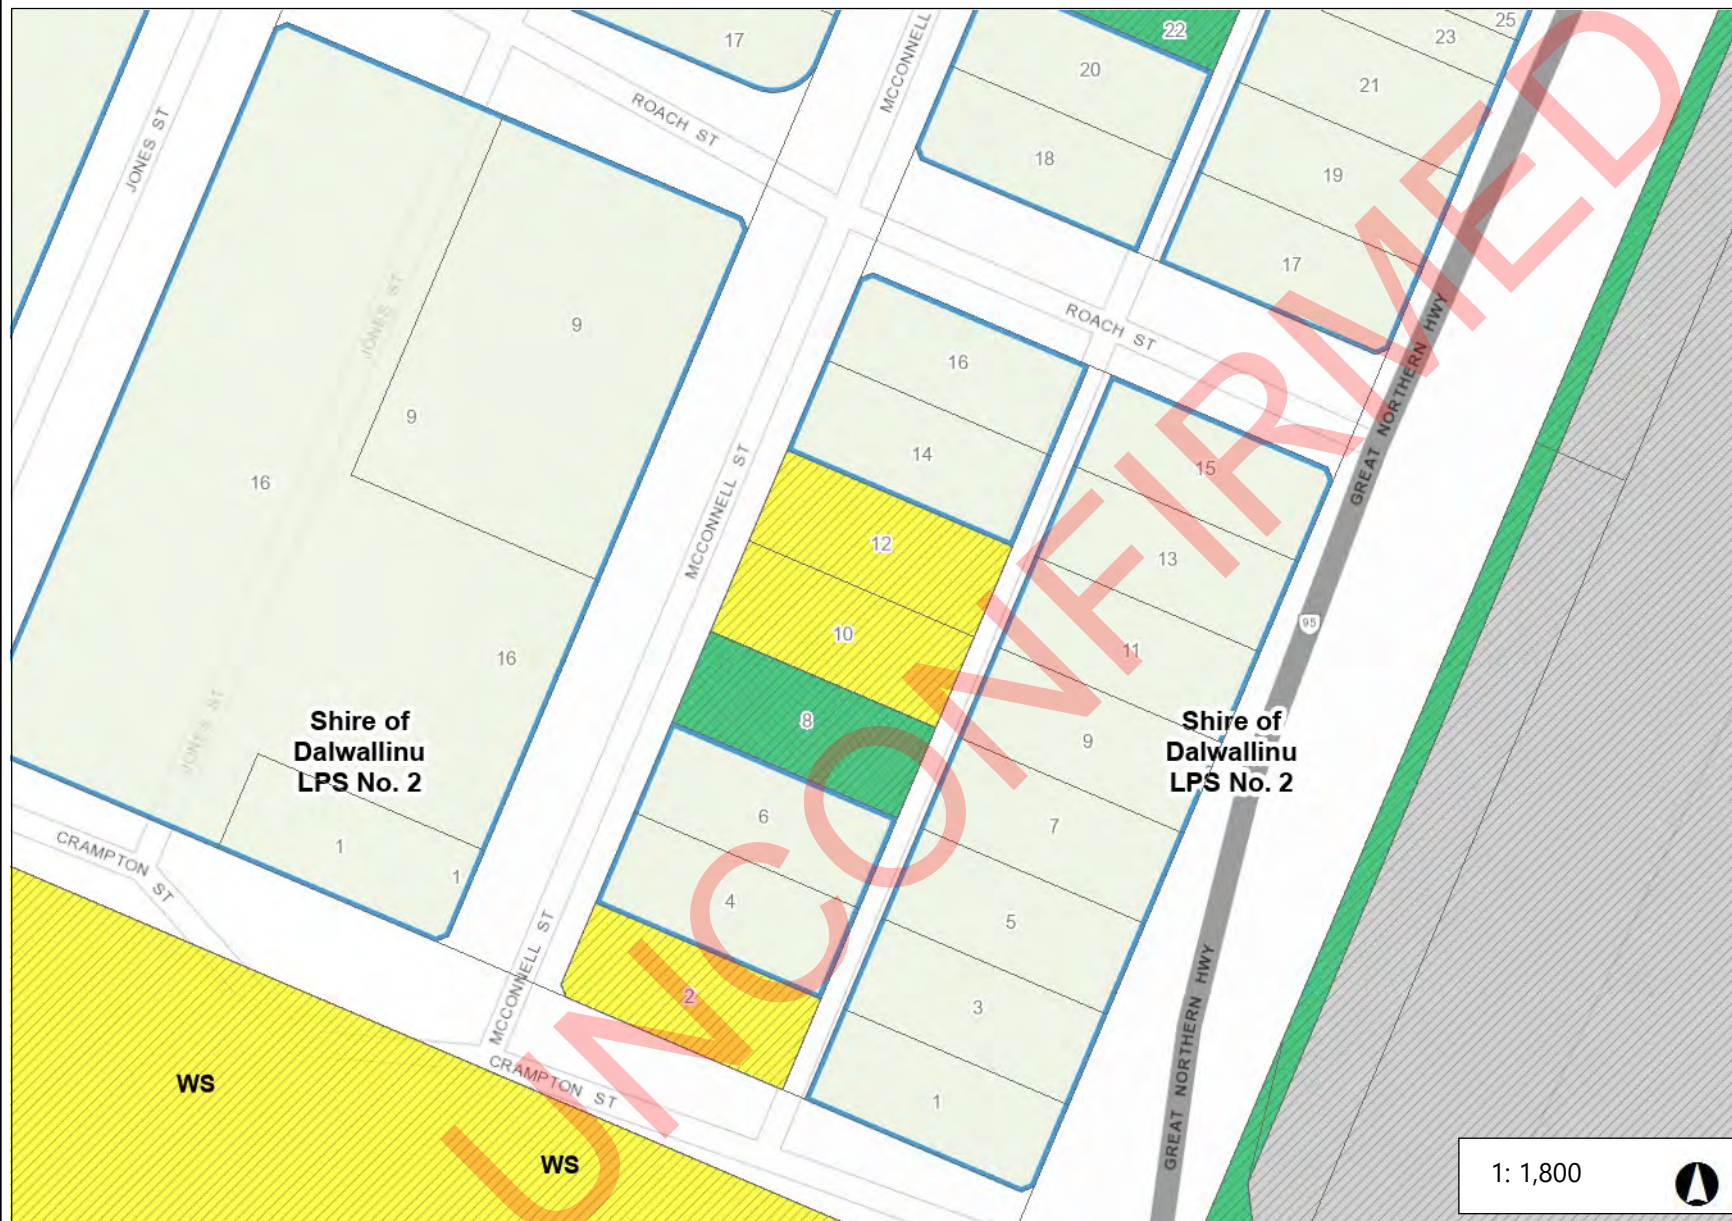 25
22
23
17
20
21
MCCONNELL
ROACH ST
JONES ST
18
19
17
JONES ST
9
ROACH ST
GREAT NORTHERN HWY
16
9
14
15
16
MCCONNELL ST
12
13
95
10
11
16
8
9
JONES ST
Shire of
Dalwallinu
LPS No. 2
Shire of
Dalwallinu
LPS No. 2
6
7
CRAMPTON ST
1
1
4
5
MCCONNELL ST
2
3
GREAT NORTHERN HWY
WS
CRAMPTON ST
1
WS
1: 1,800
UNCONFIRMED